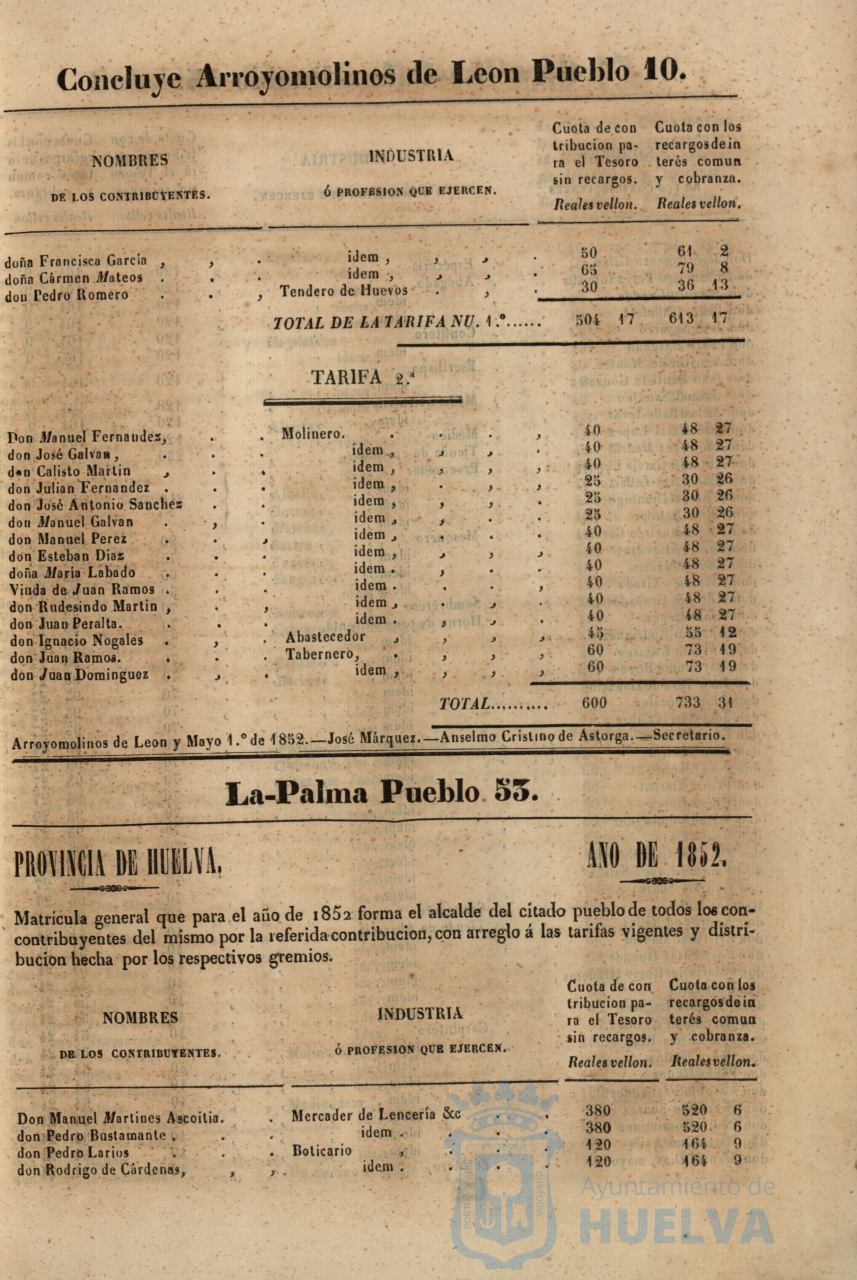 Concluye Arroyomolinos de Leon Pueblo 10.
NOMBRES
DE LOS CONTRIBUYENTES.
INDUSTRIA
Ó PROFESION QUE EJERCEN.
Cuota de con
tribucion pa-
ra el Tesoro
sin recargos.
Reales vellon.
Cuota con los
recargos de in
terés comun
y cobranza.
Reales vellon.
doña Francisca García , , . idem , , , . 50 61 2
doña Cármen Mateos . . . idem , , , . 65 79 8
don Pedro Romero . . , Tendero de Huevos . , . 30 36 13
TOTAL DE LA TARIFA NU. 1.º...... 504 17 613 17
TARIFA 2.ª
Don Manuel Fernandez, . . Molinero. . . . , 40 48 27
don José Galvan, . . . idem , , , . 40 48 27
don Calisto Martin , . . idem , , , , 40 48 27
don Julian Fernandez . . . idem , . , , 25 30 26
don José Antonio Sanchez . . idem , , , . 25 30 26
don Manuel Galvan . , . idem , , . . 25 30 26
don Manuel Perez . . , idem , . . . 40 48 27
don Esteban Diaz . . . idem , , , , 40 48 27
doña María Labado . . . idem . . . . 40 48 27
Viuda de Juan Ramos . . . idem . . . , 40 48 27
don Rudesindo Martin , . , idem , . , . 40 48 27
don Juan Peralta. . . . idem . , , . 40 48 27
don Ignacio Nogales . , . Abastecedor , , , , 45 55 12
don Juan Ramos. . . . Tabernero, . , , , 60 73 19
don Juan Dominguez . , . idem , , , , 60 73 19
TOTAL.......... 600 733 31
Arroyomolinos de Leon y Mayo 1.º de 1852.—José Márquez.—Anselmo Cristino de Astorga.—Secretario.
La-Palma Pueblo 53.
PROVINCIA DE HUELVA.
ANO DE 1852.
Matrícula general que para el año de 1852 forma el alcalde del citado pueblo de todos los con-
contribuyentes del mismo por la referida contribucion, con arreglo á las tarifas vigentes y distri-
bucion hecha por los respectivos gremios.
NOMBRES
DE LOS CONTRIBUYENTES.
INDUSTRIA
Ó PROFESION QUE EJERCEN.
Cuota de con
tribucion pa-
ra el Tesoro
sin recargos.
Reales vellon.
Cuota con los
recargos de in
terés comun
y cobranza.
Reales vellon.
Don Manuel Martines Ascoitia. . Mercader de Lencería &c . . 380 520 6
don Pedro Bustamante . . . idem . . . . 380 520 6
don Pedro Larios . . . Boticario , . . . 120 164 9
don Rodrigo de Cárdenas, , , . idem . . . . 120 164 9
Ayuntamiento de
HUELVA